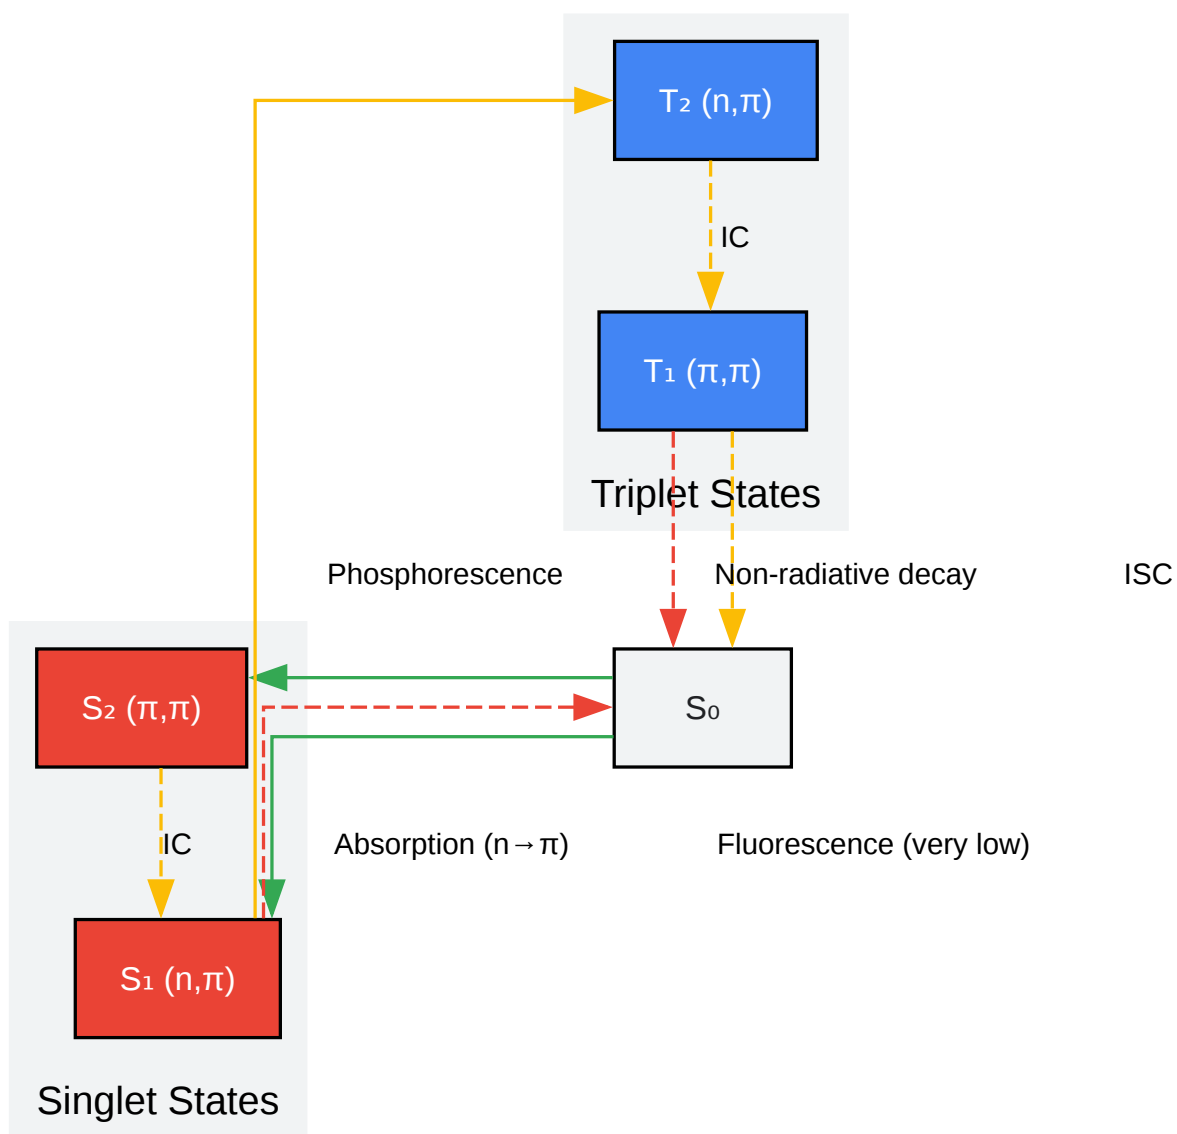 T₂ (n,π)
IC
T₁ (π,π)
Triplet States
Phosphorescence
Non-radiative decay
ISC
S₂ (π,π)
S₀
IC
Absorption (n→π)
Fluorescence (very low)
S₁ (n,π)
Singlet States